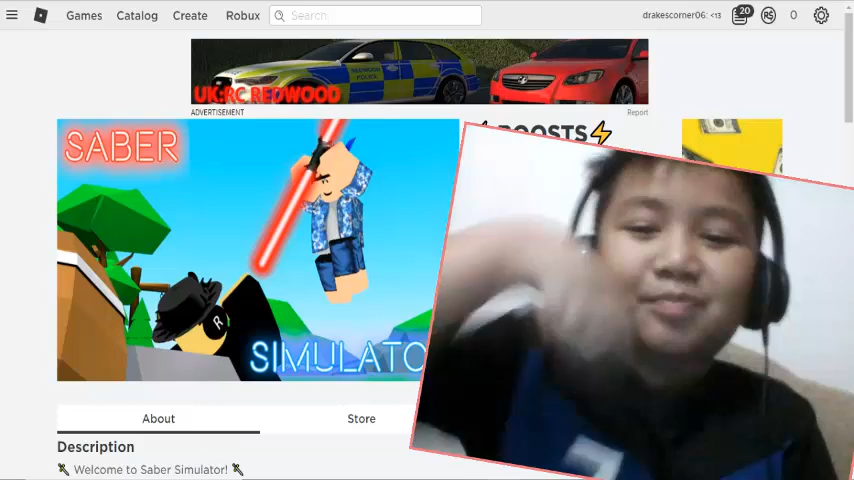 Games Catalog Create Robux Search drakescorner06: <13 20 0
UK:RC REDWOOD
ADVERTISEMENT Report
SABER
BOOSTS
R
SIMULATO
About Store
Description
Welcome to Saber Simulator!